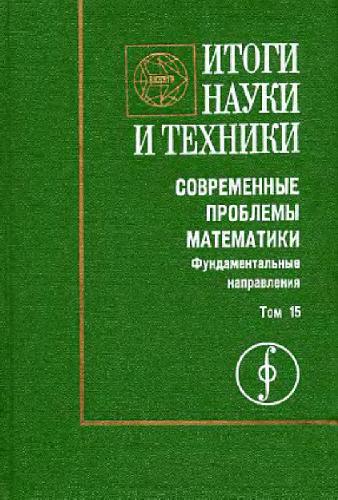 ИТОГИ
НАУКИ
И ТЕХНИКИ
СОВРЕМЕННЫЕ
ПРОБЛЕМЫ
МАТЕМАТИКИ
Фундаментальные
направления
Том 15